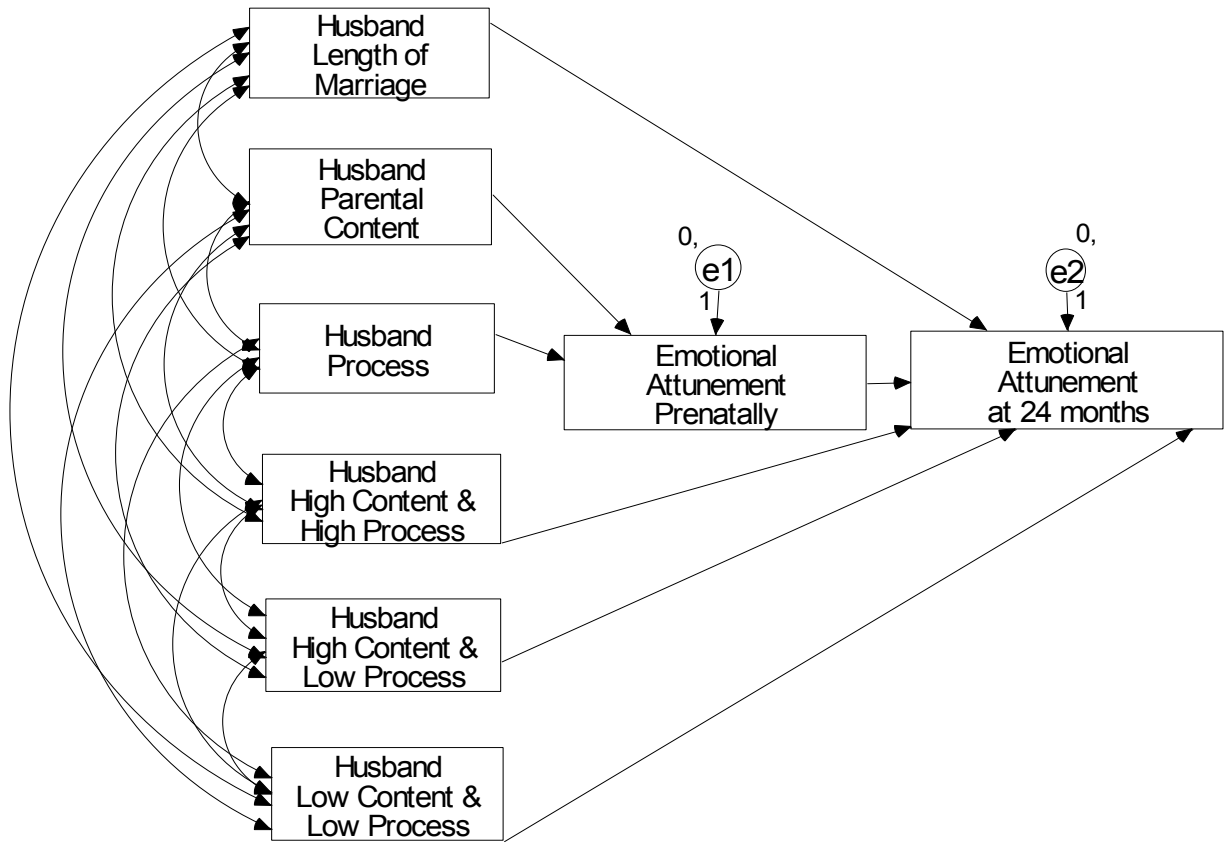 Husband
Length of
Marriage
Husband
Parental
Content
Husband
Process
Husband
High Content &
High Process
Husband
High Content &
Low Process
Husband
Low Content &
Low Process
0,
e1
1
Emotional
Attunement
Prenatally
0,
e2
1
Emotional
Attunement
at 24 months